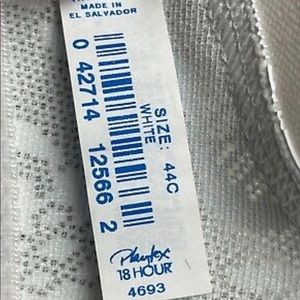 MADE IN
EL SALVADOR
0 42714 12566 2
SIZE: 44C
WHITE
Playtex
18 HOUR
4693